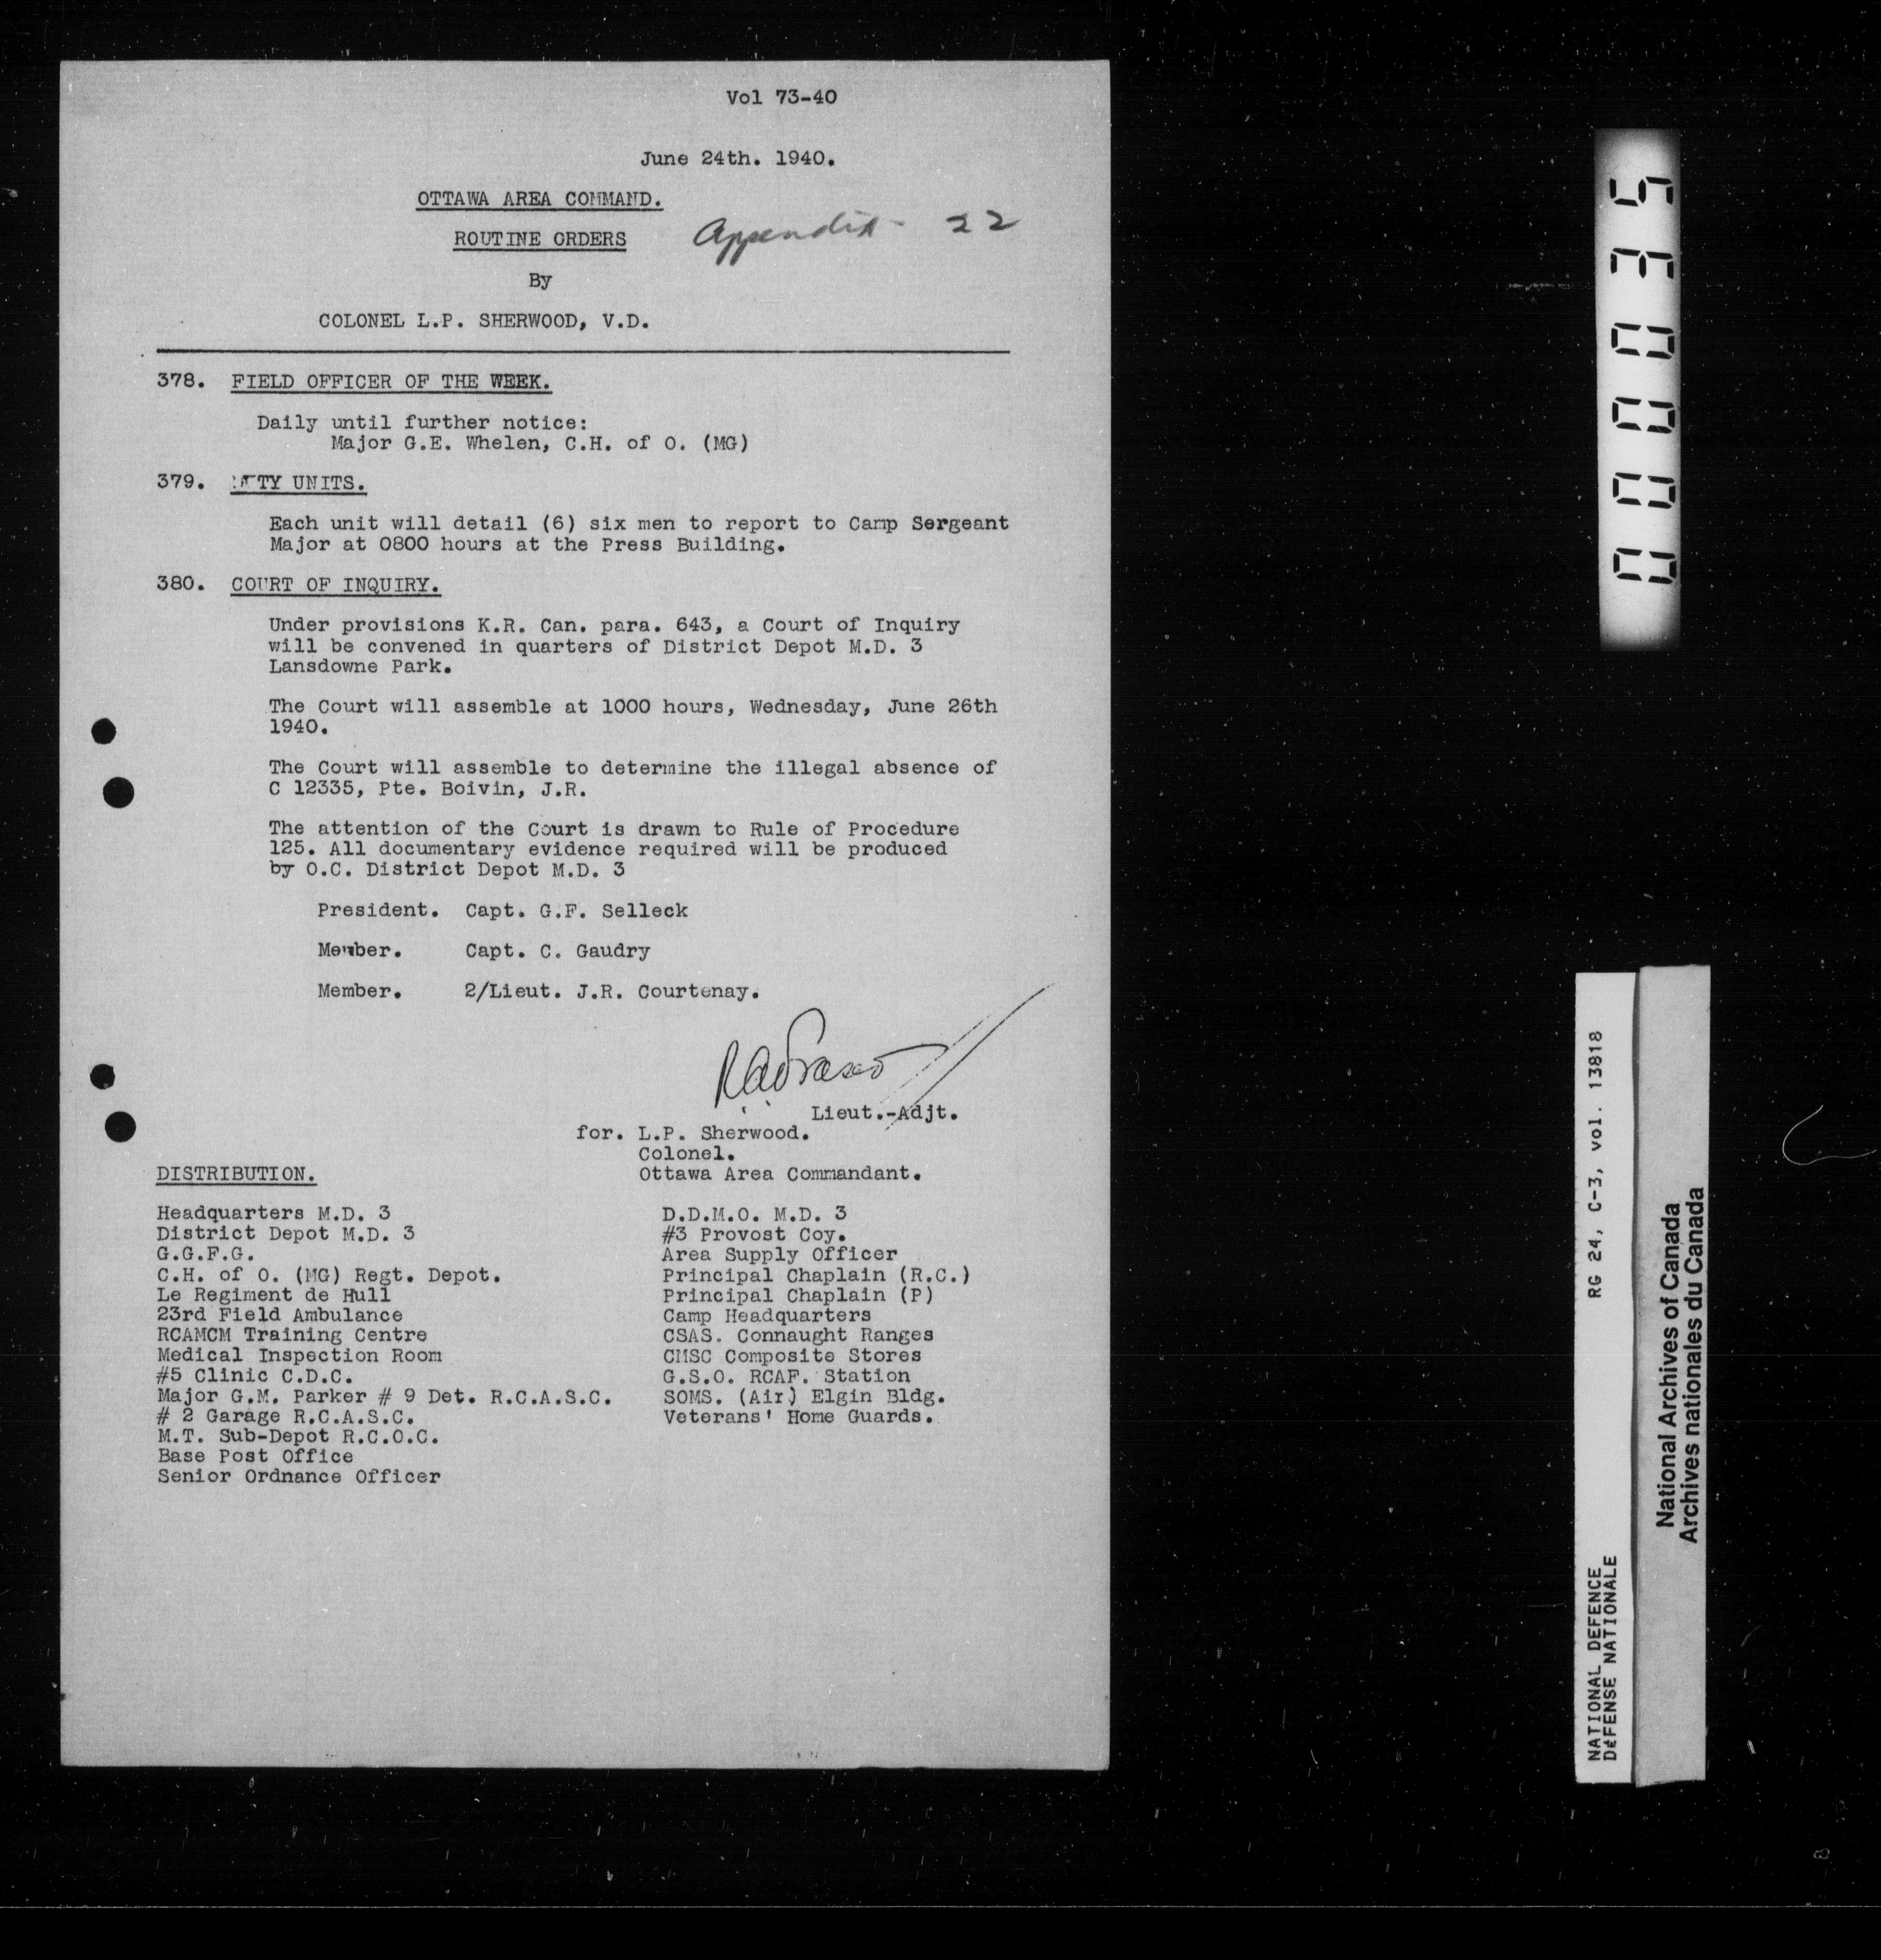 Vol 73-40
June 24th. 1940.
OTTAWA AREA COMMAND.
ROUTINE ORDERS
Appendix 22
By
COLONEL L.P. SHERWOOD, V.D.
378. FIELD OFFICER OF THE WEEK.
Daily until further notice:
Major G.E. Whelen, C.H. of O. (MG)
379. UNITS.
Each unit will detail (6) six men to report to Camp Sergeant
Major at 0800 hours at the Press Building.
380. COURT OF INQUIRY.
Under provisions K.R. Can. para. 643, a Court of Inquiry
will be convened in quarters of District Depot M.D. 3
Lansdowne Park.
The Court will assemble at 1000 hours, Wednesday, June 26th
1940.
The Court will assemble to determine the illegal absence of
C 12335, Pte. Boivin, J.R.
The attention of the Court is drawn to Rule of Procedure
125. All documentary evidence required will be produced
by O.C. District Depot M.D. 3
President. Capt. G.F. Selleck
Member. Capt. C. Gaudry
Member. 2/Lieut. J.R. Courtenay.
Lieut.-Adjt.
for. L.P. Sherwood.
Colonel.
Ottawa Area Commandant.
DISTRIBUTION.
Headquarters M.D. 3
District Depot M.D. 3
G.G.F.G.
C.H. of O. (MG) Regt. Depot.
Le Regiment de Hull
23rd Field Ambulance
RCAMCM Training Centre
Medical Inspection Room
#5 Clinic C.D.C.
Major G.M. Parker # 9 Det. R.C.A.S.C.
# 2 Garage R.C.A.S.C.
M.T. Sub-Depot R.C.O.C.
Base Post Office
Senior Ordnance Officer
D.D.M.O. M.D. 3
#3 Provost Coy.
Area Supply Officer
Principal Chaplain (R.C.)
Principal Chaplain (P)
Camp Headquarters
CSAS. Connaught Ranges
CMSC Composite Stores
G.S.O. RCAF. Station
SOMS. (Air) Elgin Bldg.
Veterans' Home Guards.
000035
NATIONAL DEFENCE RG 24, C-3, vol. 13818
DÉFENSE NATIONALE
National Archives of Canada
Archives nationales du Canada